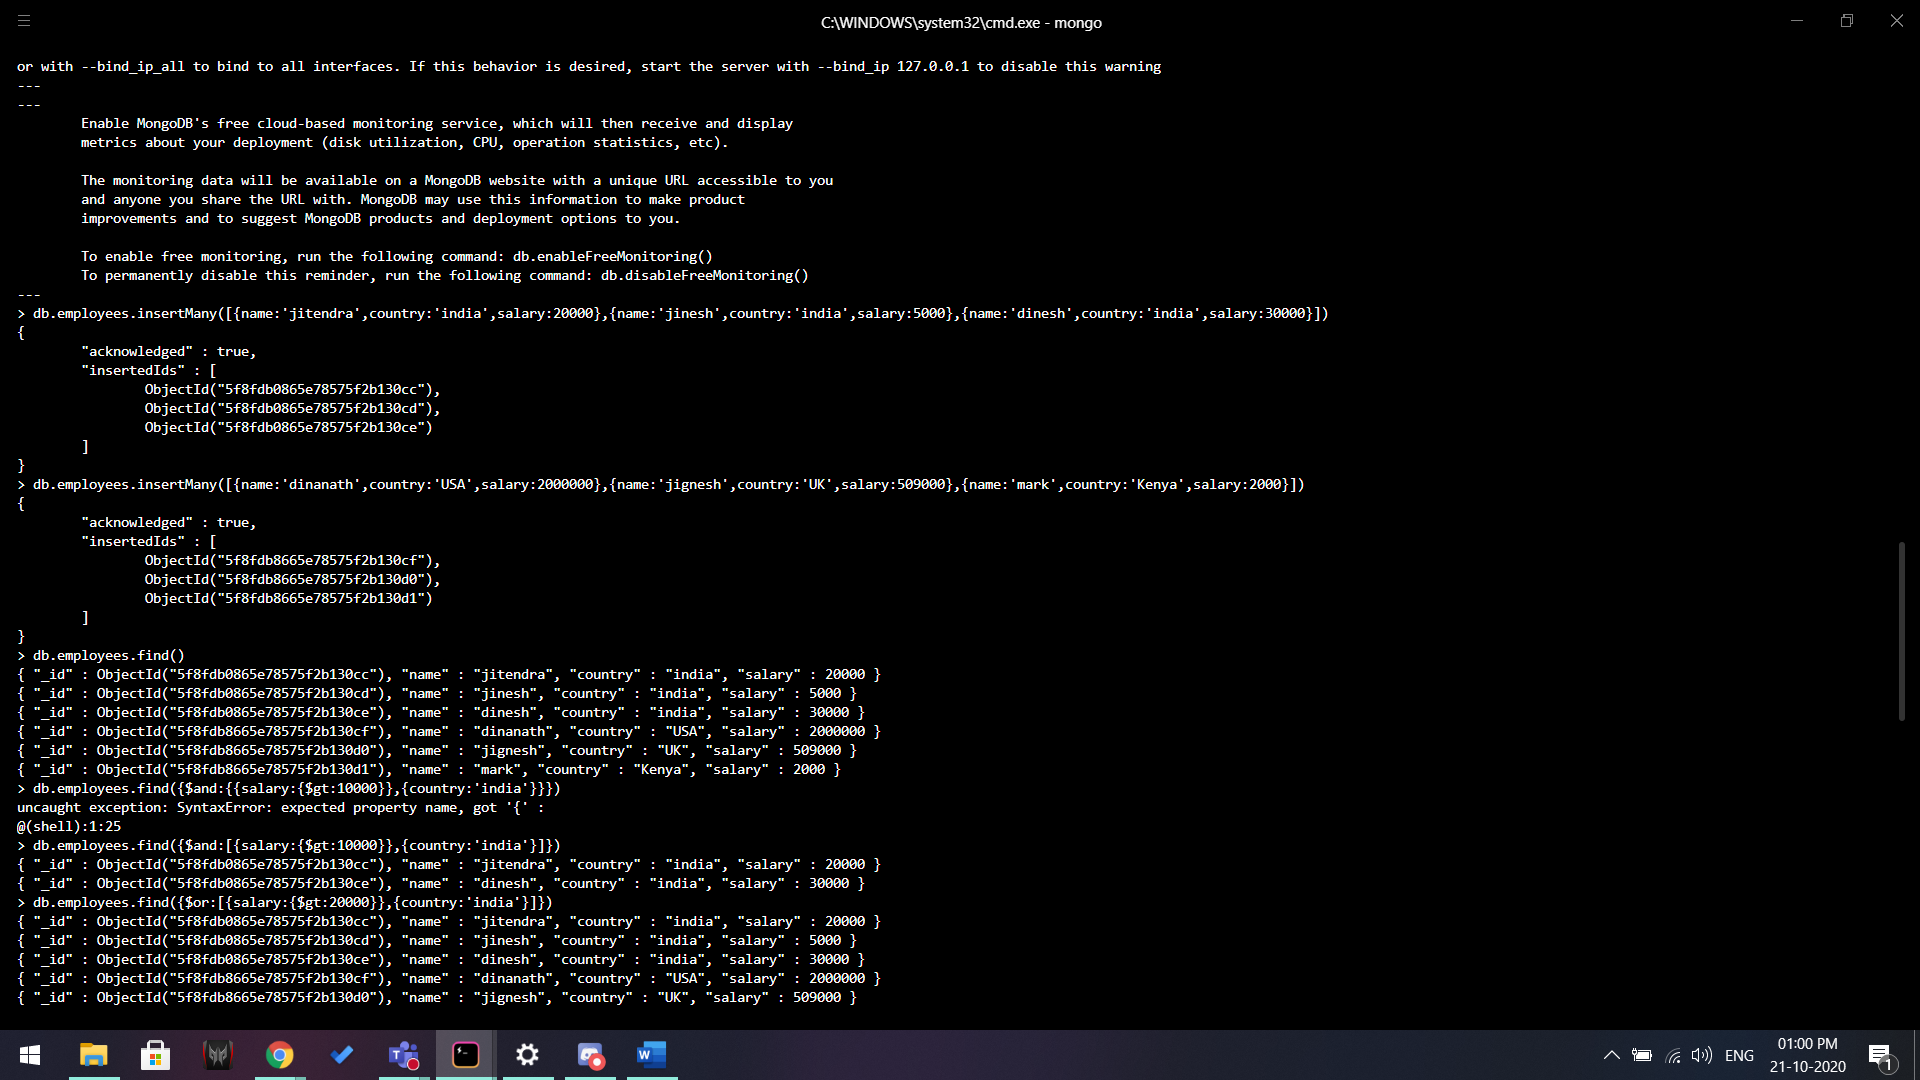 C:\WINDOWS\system32\cmd.exe - mongo
or with --bind_ip_all to bind to all interfaces. If this behavior is desired, start the server with --bind_ip 127.0.0.1 to disable this warning
---
---
Enable MongoDB's free cloud-based monitoring service, which will then receive and display
metrics about your deployment (disk utilization, CPU, operation statistics, etc).
The monitoring data will be available on a MongoDB website with a unique URL accessible to you
and anyone you share the URL with. MongoDB may use this information to make product
improvements and to suggest MongoDB products and deployment options to you.
To enable free monitoring, run the following command: db.enableFreeMonitoring()
To permanently disable this reminder, run the following command: db.disableFreeMonitoring()
---
> db.employees.insertMany([{name:'jitendra',country:'india',salary:20000},{name:'jinesh',country:'india',salary:5000},{name:'dinesh',country:'india',salary:30000}])
{
"acknowledged" : true,
"insertedIds" : [
ObjectId("5f8fdb0865e78575f2b130cc"),
ObjectId("5f8fdb0865e78575f2b130cd"),
ObjectId("5f8fdb0865e78575f2b130ce")
]
}
> db.employees.insertMany([{name:'dinanath',country:'USA',salary:2000000},{name:'jignesh',country:'UK',salary:509000},{name:'mark',country:'Kenya',salary:2000}])
{
"acknowledged" : true,
"insertedIds" : [
ObjectId("5f8fdb8665e78575f2b130cf"),
ObjectId("5f8fdb8665e78575f2b130d0"),
ObjectId("5f8fdb8665e78575f2b130d1")
]
}
> db.employees.find()
{ "_id" : ObjectId("5f8fdb0865e78575f2b130cc"), "name" : "jitendra", "country" : "india", "salary" : 20000 }
{ "_id" : ObjectId("5f8fdb0865e78575f2b130cd"), "name" : "jinesh", "country" : "india", "salary" : 5000 }
{ "_id" : ObjectId("5f8fdb0865e78575f2b130ce"), "name" : "dinesh", "country" : "india", "salary" : 30000 }
{ "_id" : ObjectId("5f8fdb8665e78575f2b130cf"), "name" : "dinanath", "country" : "USA", "salary" : 2000000 }
{ "_id" : ObjectId("5f8fdb8665e78575f2b130d0"), "name" : "jignesh", "country" : "UK", "salary" : 509000 }
{ "_id" : ObjectId("5f8fdb8665e78575f2b130d1"), "name" : "mark", "country" : "Kenya", "salary" : 2000 }
> db.employees.find({$and:{{salary:{$gt:10000}},{country:'india'}}})
uncaught exception: SyntaxError: expected property name, got '{' :
@(shell):1:25
> db.employees.find({$and:[{salary:{$gt:10000}},{country:'india'}]})
{ "_id" : ObjectId("5f8fdb0865e78575f2b130cc"), "name" : "jitendra", "country" : "india", "salary" : 20000 }
{ "_id" : ObjectId("5f8fdb0865e78575f2b130ce"), "name" : "dinesh", "country" : "india", "salary" : 30000 }
> db.employees.find({$or:[{salary:{$gt:20000}},{country:'india'}]})
{ "_id" : ObjectId("5f8fdb0865e78575f2b130cc"), "name" : "jitendra", "country" : "india", "salary" : 20000 }
{ "_id" : ObjectId("5f8fdb0865e78575f2b130cd"), "name" : "jinesh", "country" : "india", "salary" : 5000 }
{ "_id" : ObjectId("5f8fdb0865e78575f2b130ce"), "name" : "dinesh", "country" : "india", "salary" : 30000 }
{ "_id" : ObjectId("5f8fdb8665e78575f2b130cf"), "name" : "dinanath", "country" : "USA", "salary" : 2000000 }
{ "_id" : ObjectId("5f8fdb8665e78575f2b130d0"), "name" : "jignesh", "country" : "UK", "salary" : 509000 }
ENG
01:00 PM
21-10-2020
1